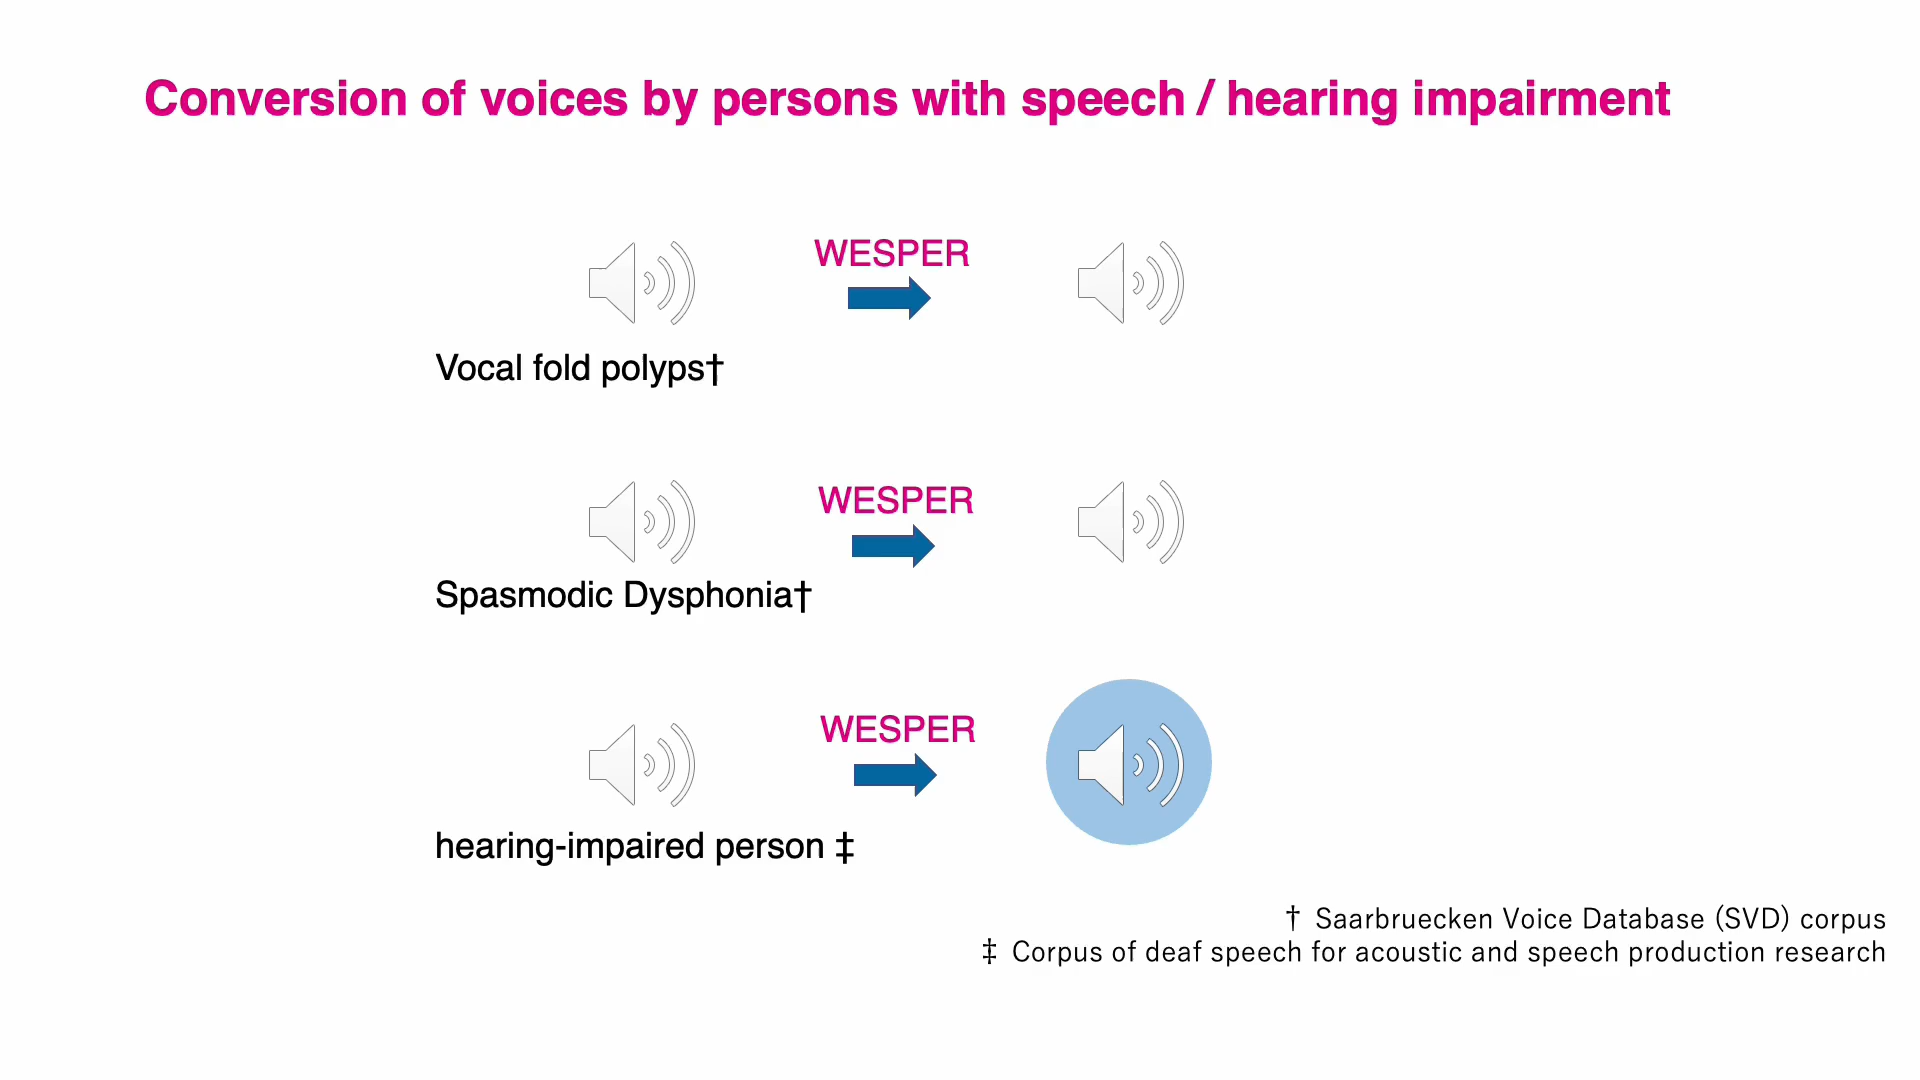 Conversion of voices by persons with speech / hearing impairment
WESPER
Vocal fold polyps†
WESPER
Spasmodic Dysphonia†
WESPER
hearing-impaired person ‡
† Saarbruecken Voice Database (SVD) corpus
‡ Corpus of deaf speech for acoustic and speech production research